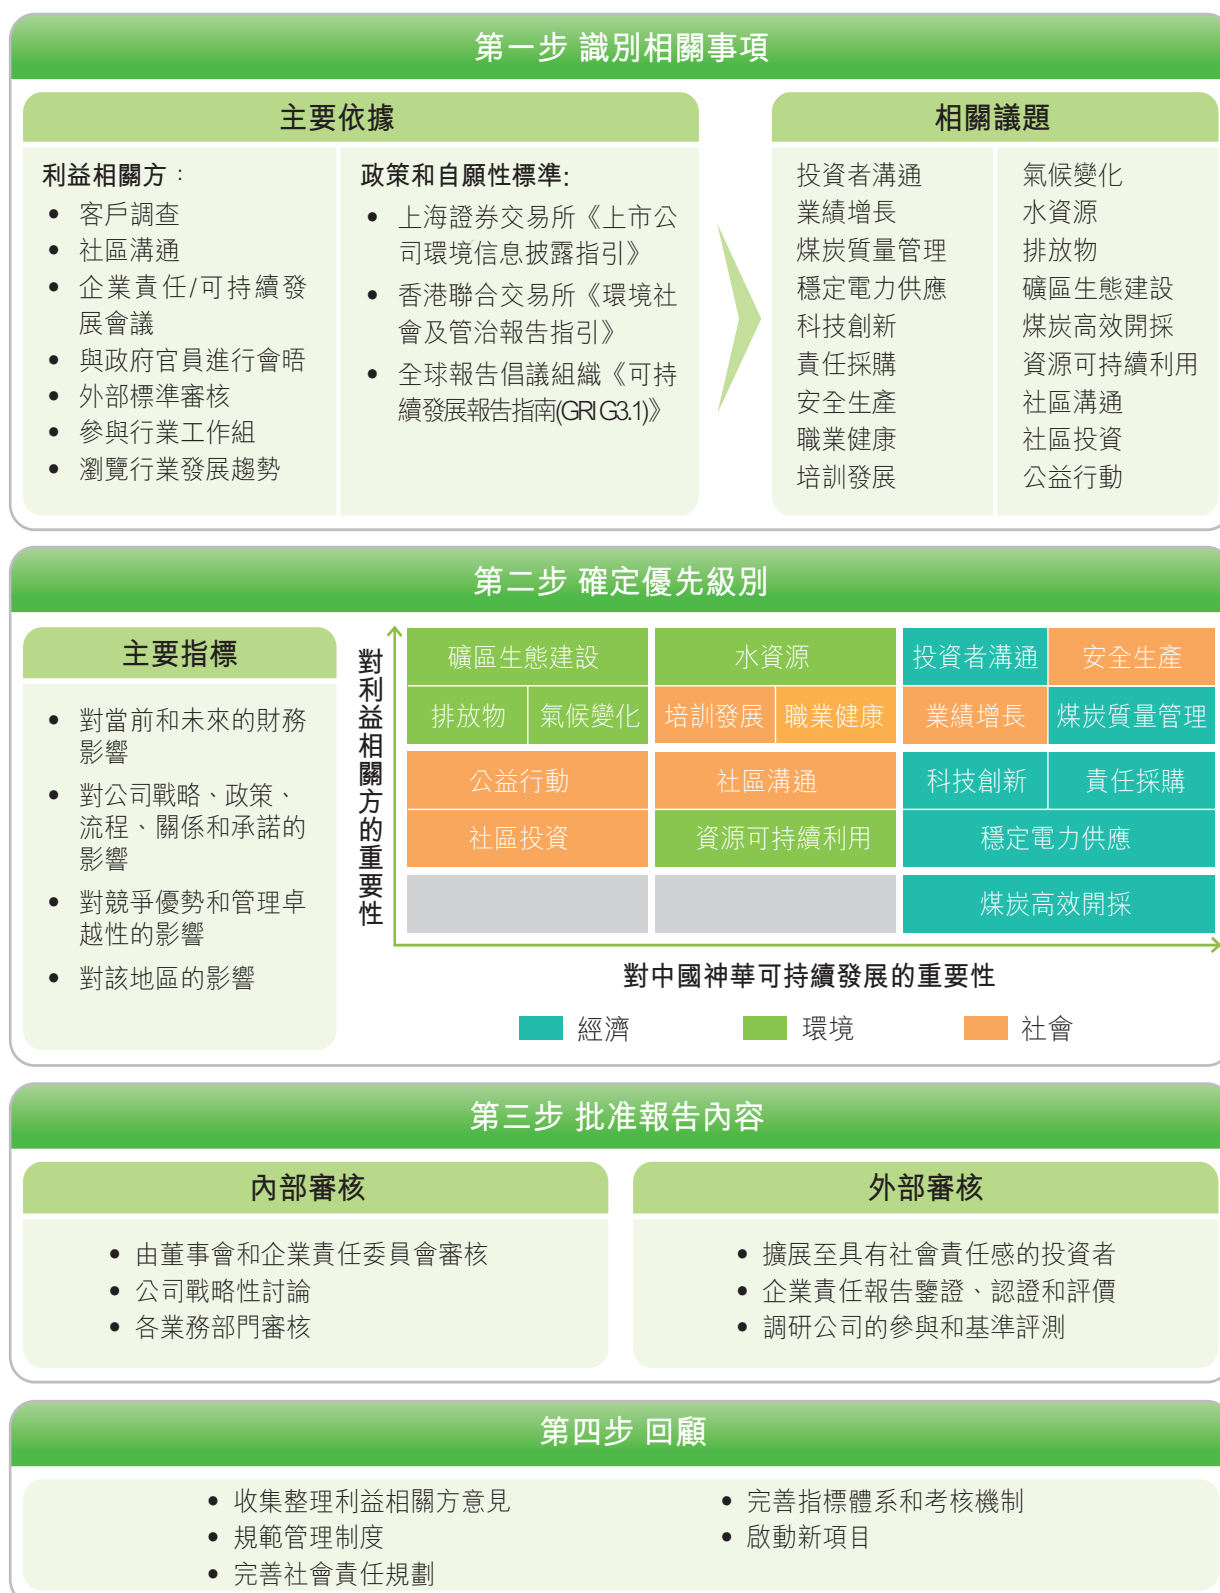 第一步 識別相關事項
主要依據
利益相關方：
• 客戶調查
• 社區溝通
• 企業責任/可持續發
展會議
• 與政府官員進行會晤
• 外部標準審核
• 參與行業工作組
• 瀏覽行業發展趨勢
政策和自願性標準:
• 上海證券交易所《上市公
司環境信息披露指引》
• 香港聯合交易所《環境社
會及管治報告指引》
• 全球報告倡議組織《可持
續發展報告指南(GRI G3.1)》
相關議題
投資者溝通
業績增長
煤炭質量管理
穩定電力供應
科技創新
責任採購
安全生產
職業健康
培訓發展
氣候變化
水資源
排放物
礦區生態建設
煤炭高效開採
資源可持續利用
社區溝通
社區投資
公益行動
第二步 確定優先級別
主要指標
• 對當前和未來的財務
影響
• 對公司戰略、政策、
流程、關係和承諾的
影響
• 對競爭優勢和管理卓
越性的影響
• 對該地區的影響
對利益相關方的重要性
礦區生態建設
水資源
投資者溝通
安全生產
排放物
氣候變化
培訓發展
職業健康
業績增長
煤炭質量管理
公益行動
社區溝通
科技創新
責任採購
社區投資
資源可持續利用
穩定電力供應
煤炭高效開採
對中國神華可持續發展的重要性
經濟
環境
社會
第三步 批准報告內容
內部審核
• 由董事會和企業責任委員會審核
• 公司戰略性討論
• 各業務部門審核
外部審核
• 擴展至具有社會責任感的投資者
• 企業責任報告鑒證、認證和評價
• 調研公司的參與和基準評測
第四步 回顧
• 收集整理利益相關方意見
• 規範管理制度
• 完善社會責任規劃
• 完善指標體系和考核機制
• 啟動新項目